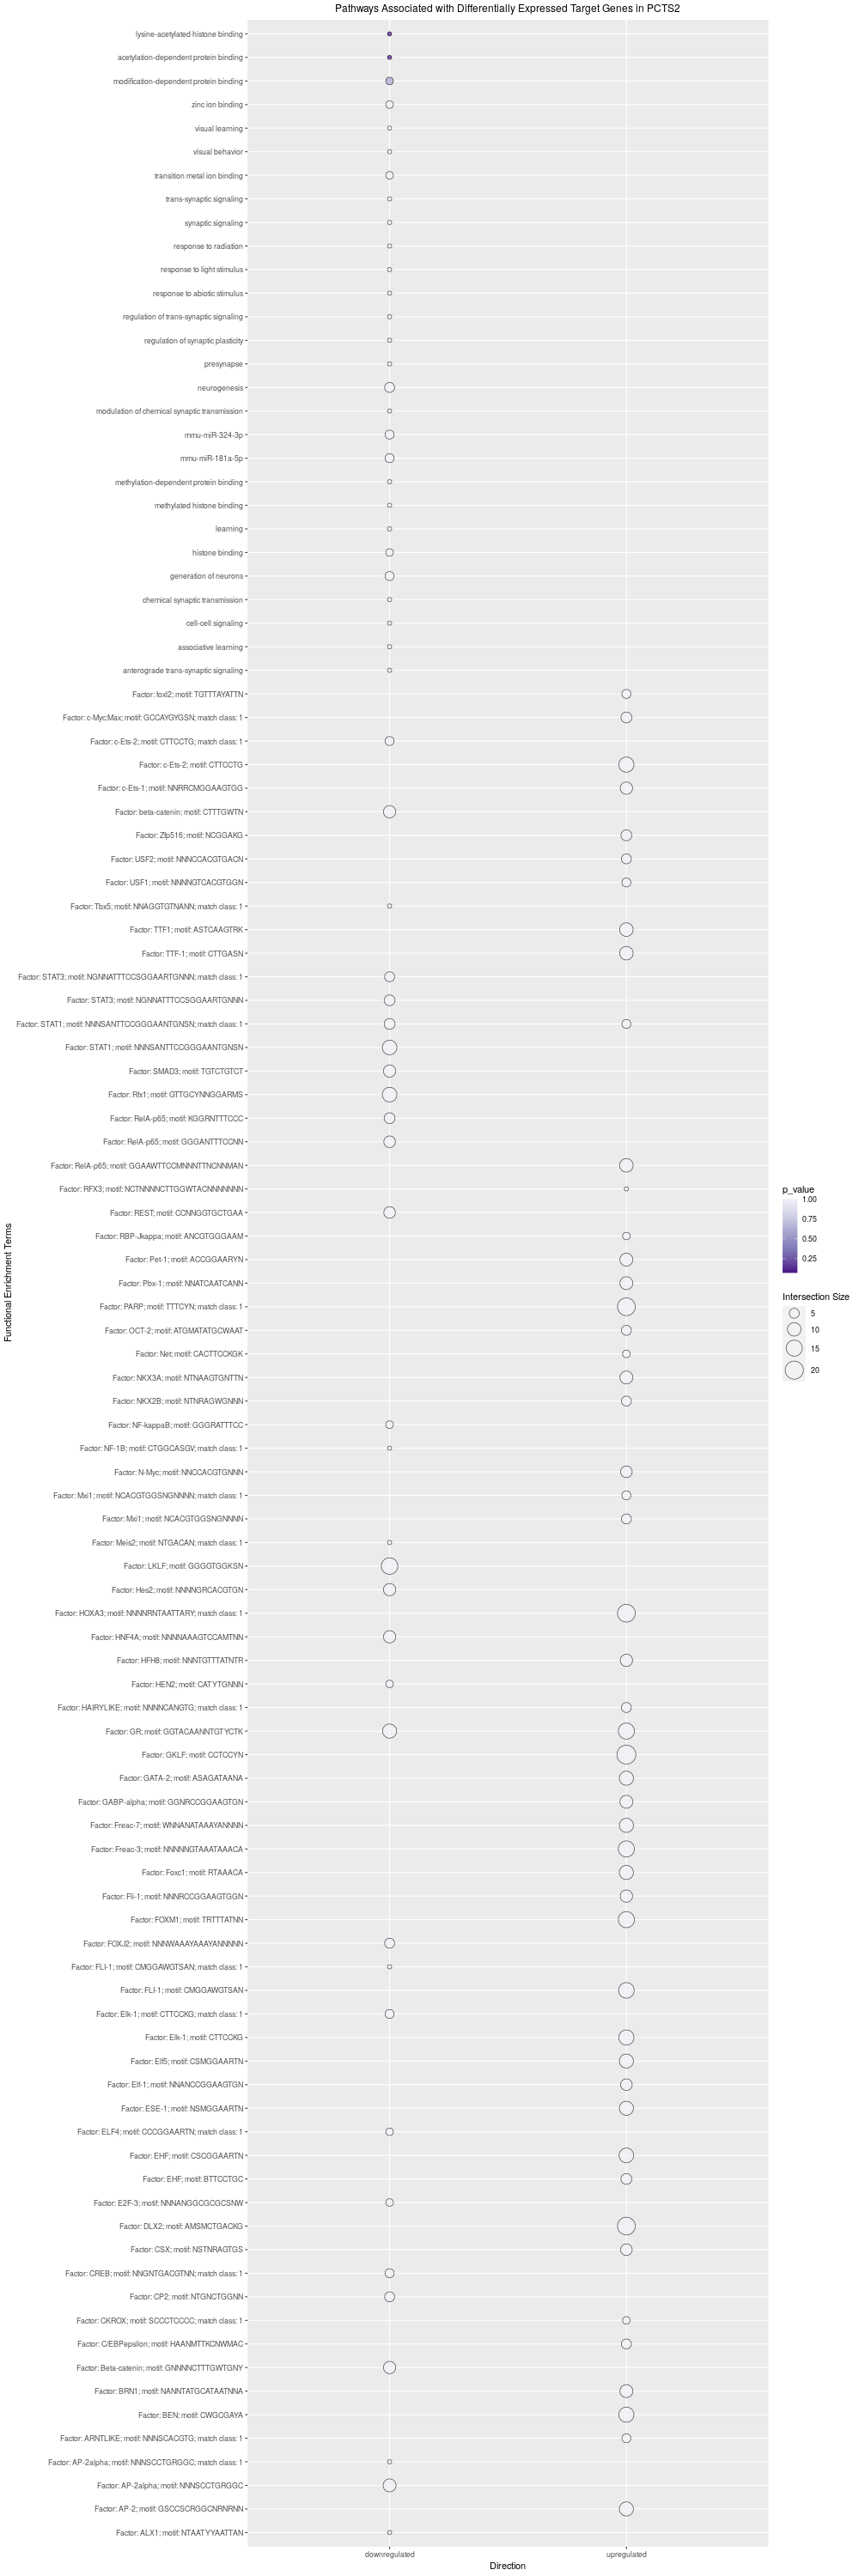 Pathways Associated with Differentially Expressed Target Genes in PCTS2
lysine-acetylated histone binding
acetylation-dependent protein binding
modification-dependent protein binding
zinc ion binding
visual learning
visual behavior
transition metal ion binding
trans-synaptic signaling
synaptic signaling
response to radiation
response to light stimulus
response to abiotic stimulus
regulation of trans-synaptic signaling
regulation of synaptic plasticity
presynapse
neurogenesis
modulation of chemical synaptic transmission
mmu-miR-324-3p
mmu-miR-181a-5p
methylation-dependent protein binding
methylated histone binding
learning
histone binding
generation of neurons
chemical synaptic transmission
cell-cell signaling
associative learning
anterograde trans-synaptic signaling
Factor: foxl2; motif: TGTTTAYATTN
Factor: c-Myc:Max; motif: GCCAYGYGSN; match class: 1
Factor: c-Ets-2; motif: CTTCCTG; match class: 1
Factor: c-Ets-2; motif: CTTCCTG
Factor: c-Ets-1; motif: NNRRCMGGAAGTGG
Factor: beta-catenin; motif: CTTTGWTN
Factor: Zfp516; motif: NCGGAKG
Factor: USF2; motif: NNNCCACGTGACN
Factor: USF1; motif: NNNNGTCACGTGGN
Factor: Tbx5; motif: NNAGGTGTNANN; match class: 1
Factor: TTF1; motif: ASTCAAGTRK
Factor: TTF-1; motif: CTTGASN
Factor: STAT3; motif: NGNNATTTCCSGGAARTGNNN; match class: 1
Factor: STAT3; motif: NGNNATTTCCSGGAARTGNNN
Factor: STAT1; motif: NNNSANTTCCGGGAANTGNSN; match class: 1
Factor: STAT1; motif: NNNSANTTCCGGGAANTGNSN
Factor: SMAD3; motif: TGTCTGTCT
Factor: Rfx1; motif: GTTGCYNNGGARMS
Factor: RelA-p65; motif: KGGRNTTTCCC
Factor: RelA-p65; motif: GGGANTTTCCNN
Factor: RelA-p65; motif: GGAAWTTCCMNNNTTNCNNMAN
Factor: RFX3; motif: NCTNNNNCTTGGWTACNNNNNNN
Factor: REST; motif: CCNNGGTGCTGAA
Factor: RBP-Jkappa; motif: ANCGTGGGAAM
Factor: Pet-1; motif: ACCGGAARYN
Factor: Pbx-1; motif: NNATCAATCANN
Factor: PARP; motif: TTTCYN; match class: 1
Factor: OCT-2; motif: ATGMATATGCWAAT
Factor: Net; motif: CACTTCCKGK
Factor: NKX3A; motif: NTNAAGTGNTTN
Factor: NKX2B; motif: NTNRAGWGNNN
Factor: NF-kappaB; motif: GGGRATTTCC
Factor: NF-1B; motif: CTGGCASGV; match class: 1
Factor: N-Myc; motif: NNCCACGTGNNN
Factor: Mxi1; motif: NCACGTGGSNGNNNN; match class: 1
Factor: Mxi1; motif: NCACGTGGSNGNNNN
Factor: Meis2; motif: NTGACAN; match class: 1
Factor: LKLF; motif: GGGGTGGKSN
Factor: Hes2; motif: NNNNGRCACGTGN
Factor: HOXA3; motif: NNNNRNTAATTARY; match class: 1
Factor: HNF4A; motif: NNNNAAAGTCCAMTNN
Factor: HFH8; motif: NNNTGTTTATNTR
Factor: HEN2; motif: CATYTGNNN
Factor: HAIRYLIKE; motif: NNNNCANGTG; match class: 1
Factor: GR; motif: GGTACAANNTGTYCTK
Factor: GKLF; motif: CCTCCYN
Factor: GATA-2; motif: ASAGATAANA
Factor: GABP-alpha; motif: GGNRCCGGAAGTGN
Factor: Freac-7; motif: WNNANATAAAYANNNN
Factor: Freac-3; motif: NNNNNGTAAATAAACA
Factor: Foxc1; motif: RTAAACA
Factor: Fli-1; motif: NNNRCCGGAAGTGGN
Factor: FOXM1; motif: TRTTTATNN
Factor: FOXJ2; motif: NNNWAAAYAAAYANNNNN
Factor: FLI-1; motif: CMGGAWGTSAN; match class: 1
Factor: FLI-1; motif: CMGGAWGTSAN
Factor: Elk-1; motif: CTTCCKG; match class: 1
Factor: Elk-1; motif: CTTCCKG
Factor: Elf5; motif: CSMGGAARTN
Factor: Elf-1; motif: NNANCCGGAAGTGN
Factor: ESE-1; motif: NSMGGAARTN
Factor: ELF4; motif: CCCGGAARTN; match class: 1
Factor: EHF; motif: CSCGGAARTN
Factor: EHF; motif: BTTCCTGC
Factor: E2F-3; motif: NNNANGGCGCGCSNW
Factor: DLX2; motif: AMSMCTGACKG
Factor: CSX; motif: NSTNRAGTGS
Factor: CREB; motif: NNGNTGACGTNN; match class: 1
Factor: CP2; motif: NTGNCTGGNN
Factor: CKROX; motif: SCCCTCCCC; match class: 1
Factor: C/EBPepsilon; motif: HAANMTTKCNWMAC
Factor: Beta-catenin; motif: GNNNNCTTTGWTGNY
Factor: BRN1; motif: NANNTATGCATAATNNA
Factor: BEN; motif: CWGCGAYA
Factor: ARNTLIKE; motif: NNNSCACGTG; match class: 1
Factor: AP-2alpha; motif: NNNSCCTGRGGC; match class: 1
Factor: AP-2alpha; motif: NNNSCCTGRGGC
Factor: AP-2; motif: GSCCSCRGGCNRNRNN
Factor: ALX1; motif: NTAATYYAATTAN
downregulated
upregulated
Direction
Functional Enrichment Terms
p_value
1.00
0.75
0.50
0.25
Intersection Size
5
10
15
20